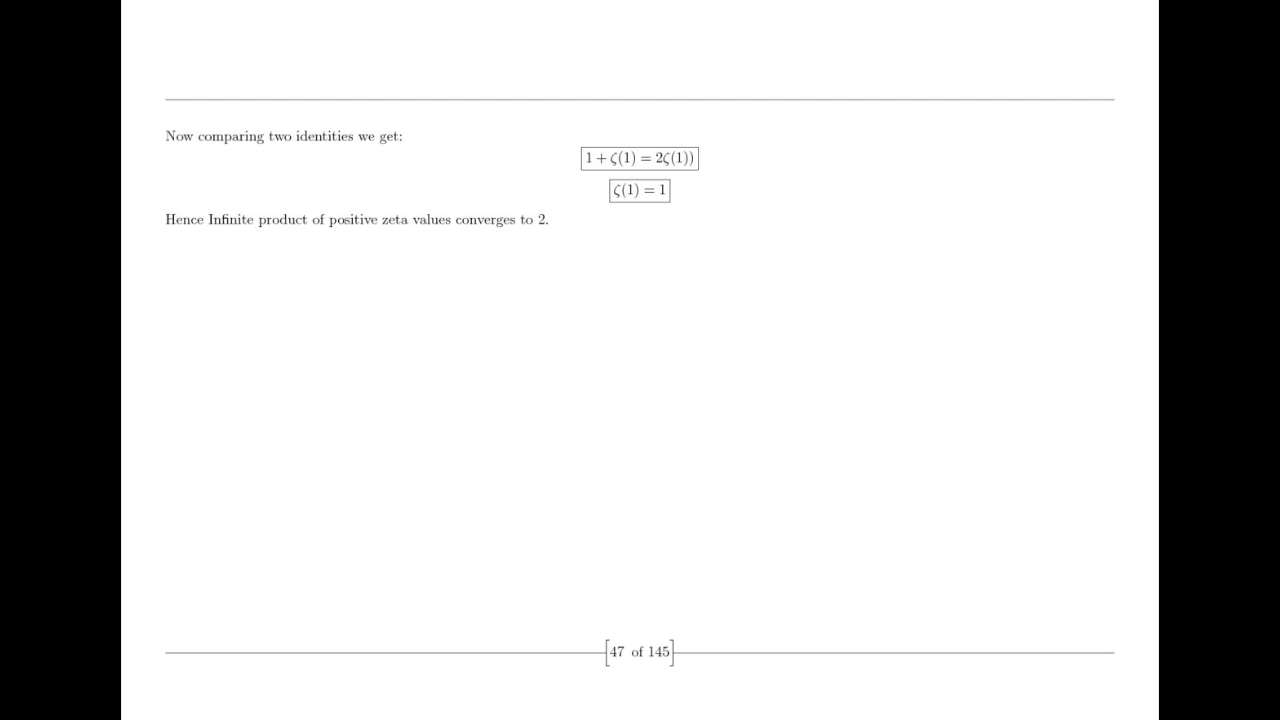 Now comparing two identities we get:
1 + ζ(1) = 2ζ(1))
ζ(1) = 1
Hence Infinite product of positive zeta values converges to 2.
[47 of 145]